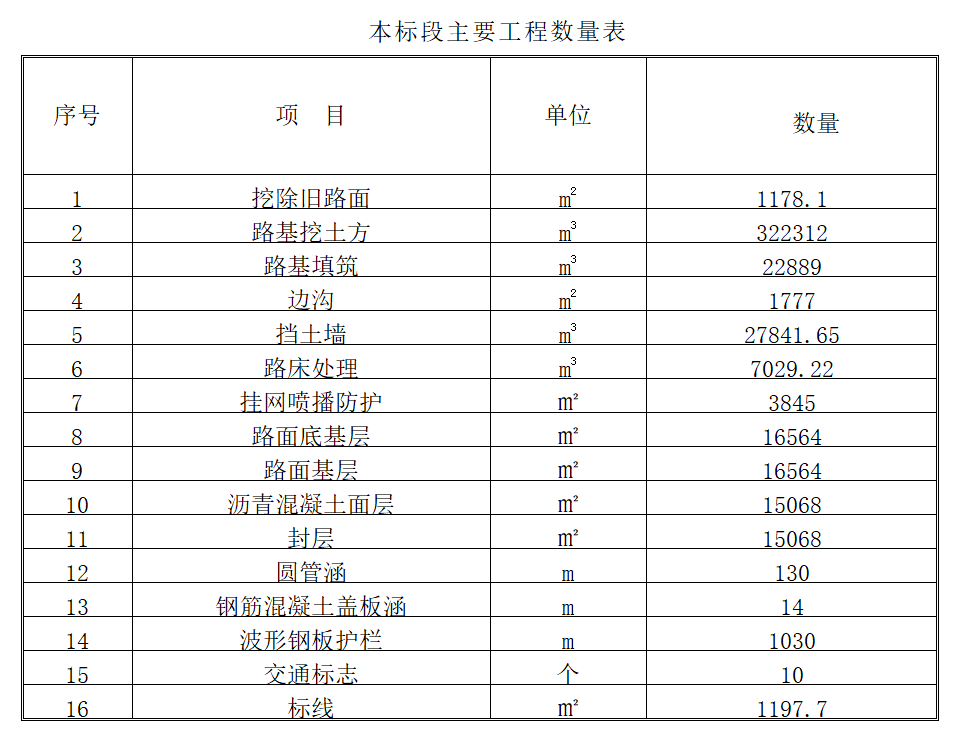 本标段主要工程数量表
序号 项 目 单位 数量
1 挖除旧路面 m² 1178.1
2 路基挖土方 m³ 322312
3 路基填筑 m³ 22889
4 边沟 m² 1777
5 挡土墙 m³ 27841.65
6 路床处理 m³ 7029.22
7 挂网喷播防护 m² 3845
8 路面底基层 m² 16564
9 路面基层 m² 16564
10 沥青混凝土面层 m² 15068
11 封层 m² 15068
12 圆管涵 m 130
13 钢筋混凝土盖板涵 m 14
14 波形钢板护栏 m 1030
15 交通标志 个 10
16 标线 m² 1197.7